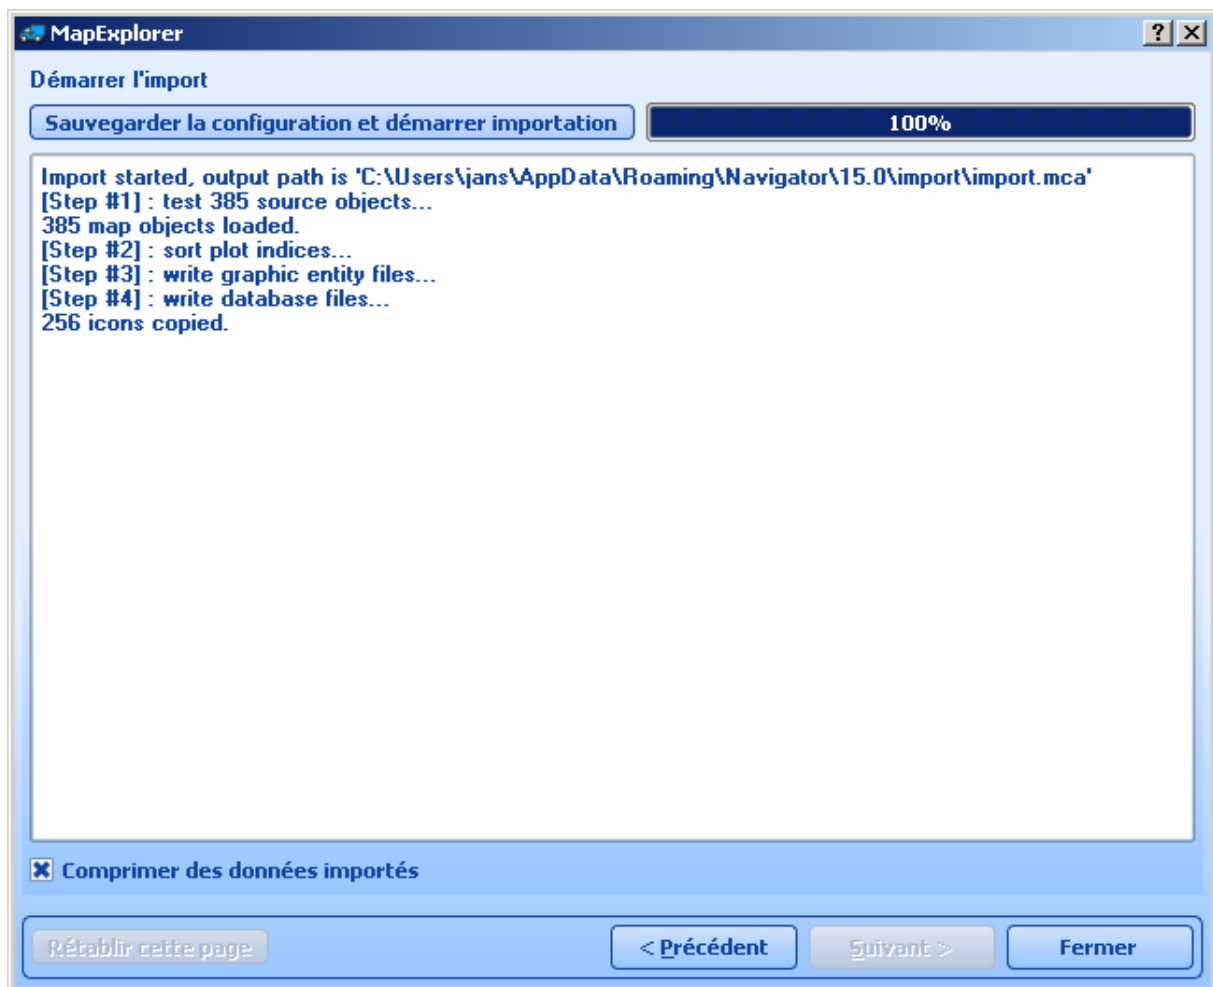 MapExplorer
Démarrer l'import
Sauvegarder la configuration et démarrer importation
100%
Import started, output path is 'C:\Users\jans\AppData\Roaming\Navigator\15.0\import\import.mca'
[Step #1] : test 385 source objects...
385 map objects loaded.
[Step #2] : sort plot indices...
[Step #3] : write graphic entity files...
[Step #4] : write database files...
256 icons copied.
Comprimer des données importés
Rétablir cette page
< Précédent
Suivant >
Fermer